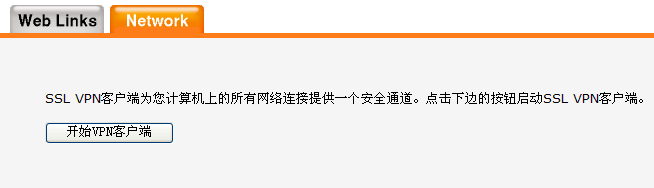 Web Links
Network
SSL VPN客户端为您计算机上的所有网络连接提供一个安全通道。点击下边的按钮启动SSL VPN客户端。
开始VPN客户端